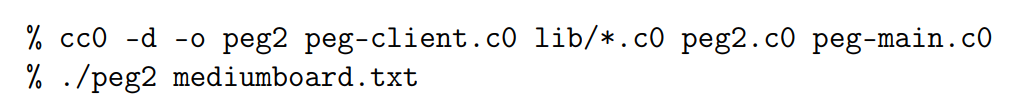 % cc0 -d -o peg2 peg-client.c0 lib/*.c0 peg2.c0 peg-main.c0
% ./peg2 mediumboard.txt